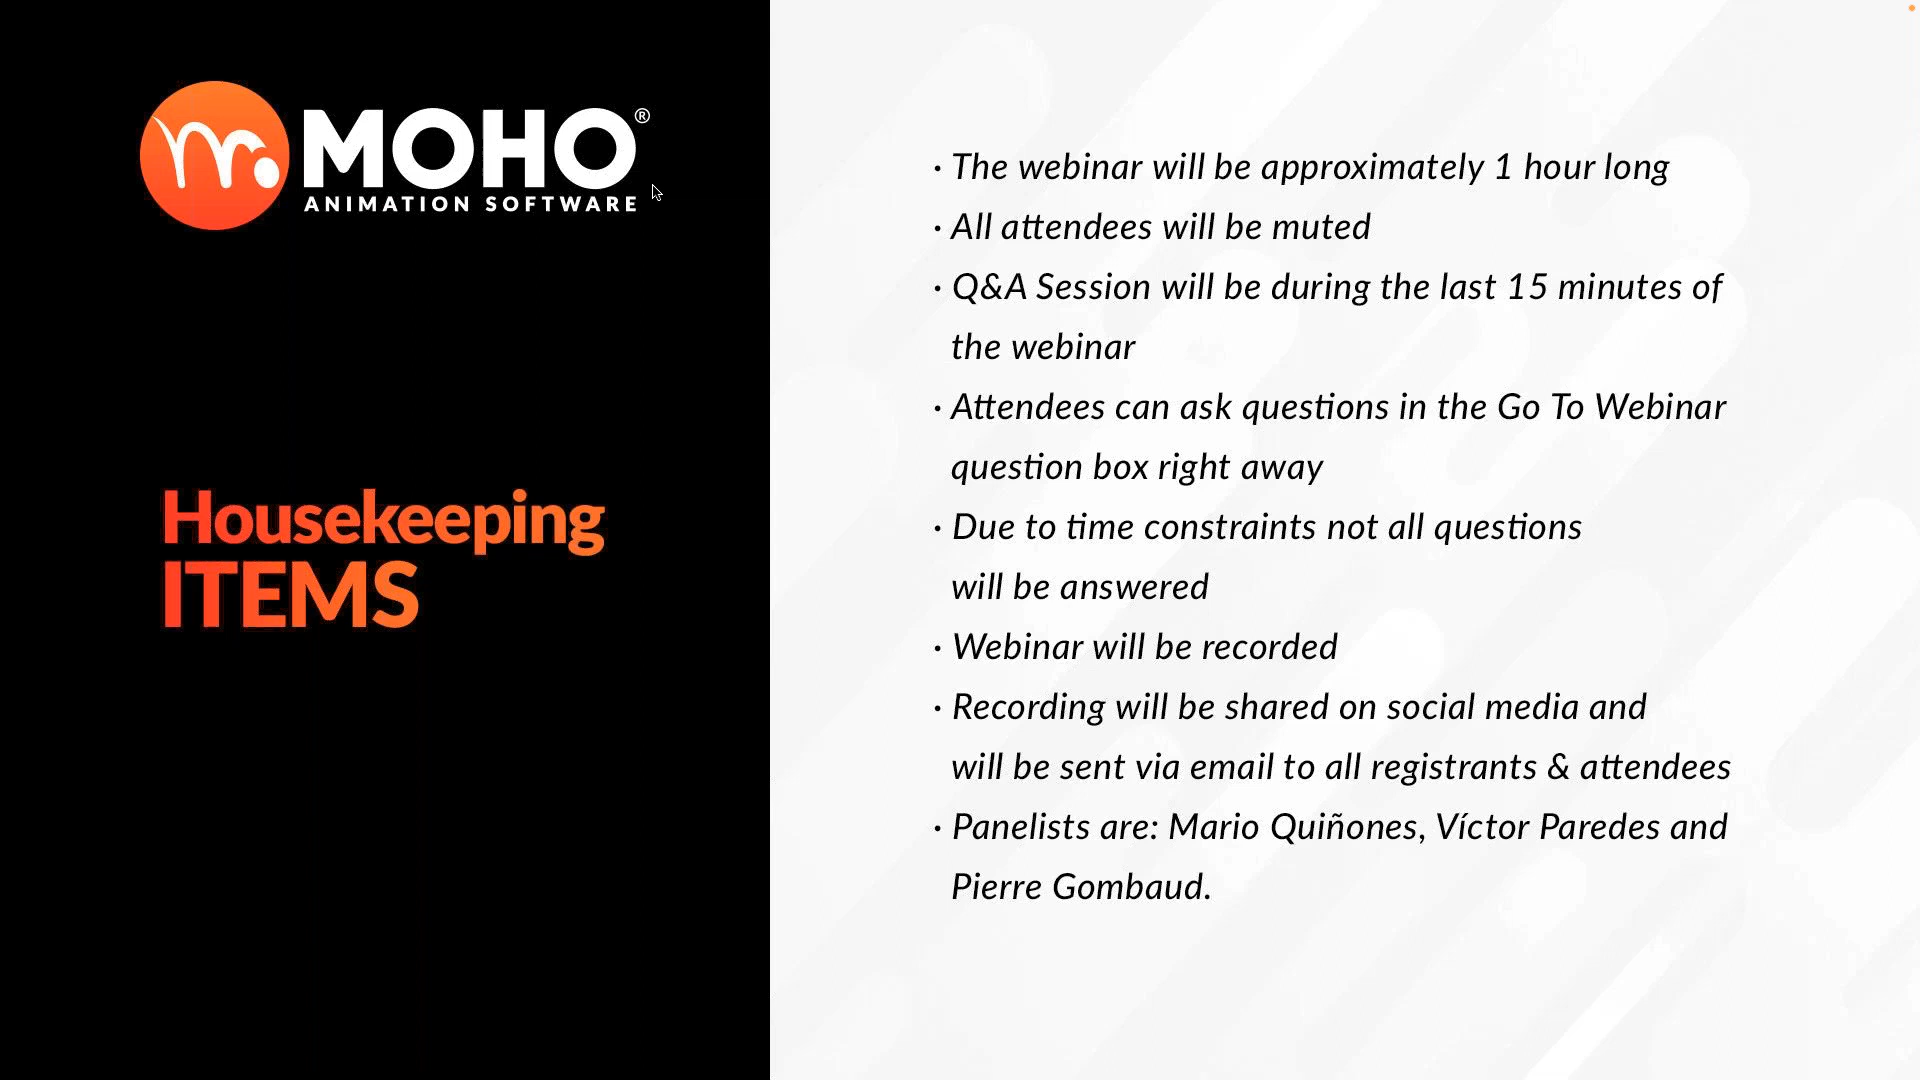 MOHO®
ANIMATION SOFTWARE
Housekeeping
ITEMS
· The webinar will be approximately 1 hour long
· All attendees will be muted
· Q&A Session will be during the last 15 minutes of
the webinar
· Attendees can ask questions in the Go To Webinar
question box right away
· Due to time constraints not all questions
will be answered
· Webinar will be recorded
· Recording will be shared on social media and
will be sent via email to all registrants & attendees
· Panelists are: Mario Quiñones, Víctor Paredes and
Pierre Gombaud.